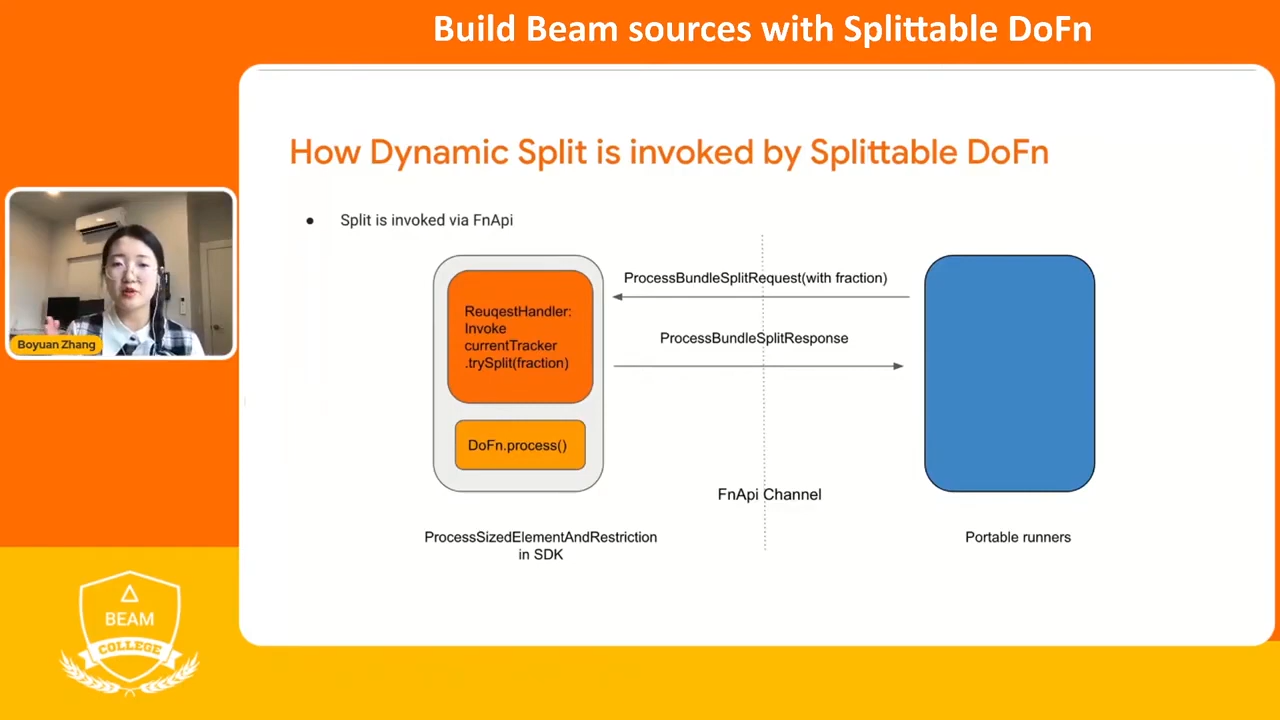 Build Beam sources with Splittable DoFn
How Dynamic Split is invoked by Splittable DoFn
● Split is invoked via FnApi
ReuqestHandler:
Invoke
currentTracker
.trySplit(fraction)
DoFn.process()
ProcessBundleSplitRequest(with fraction)
ProcessBundleSplitResponse
FnApi Channel
ProcessSizedElementAndRestriction
in SDK
Portable runners
Boyuan Zhang
BEAM
COLLEGE